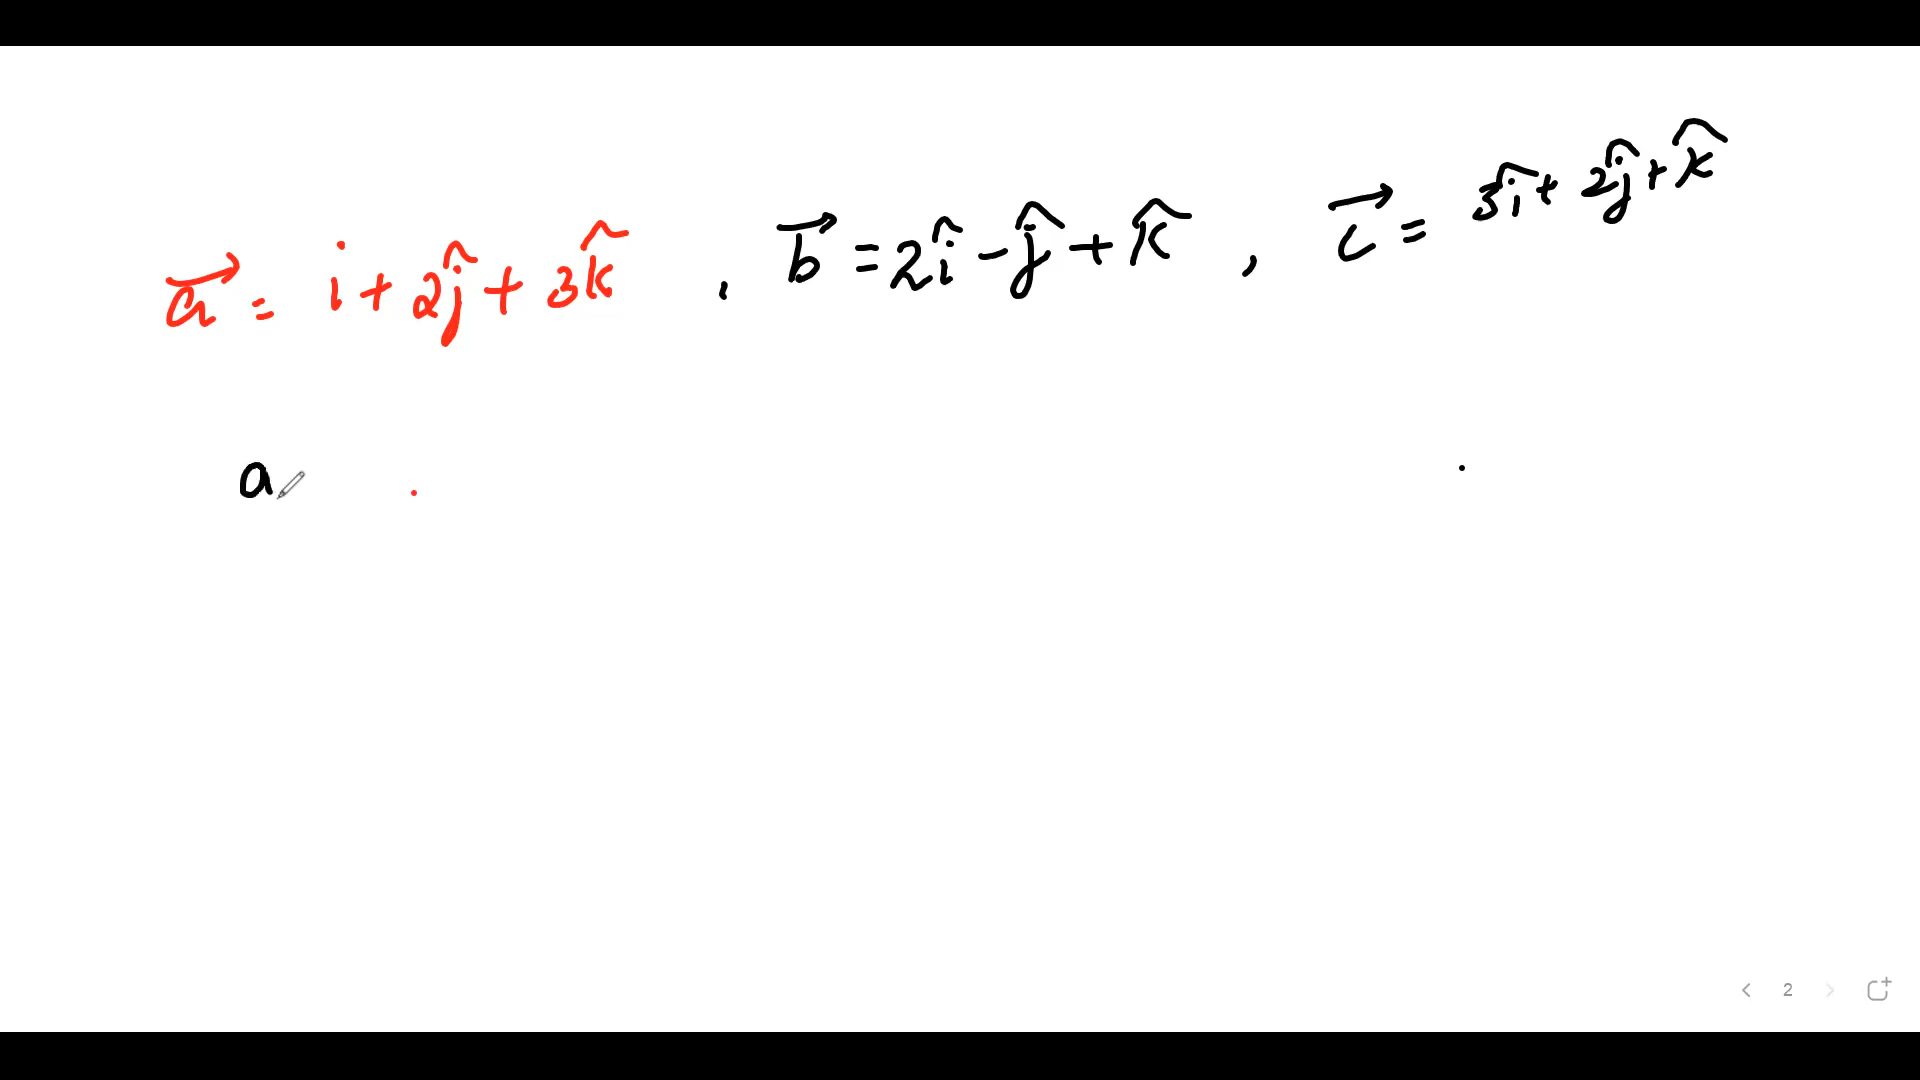 a⃗ = i + 2ĵ + 3k̂ , b⃗ = 2î - ĵ + k̂ , c⃗ = 3î + 2ĵ + k̂
a
2